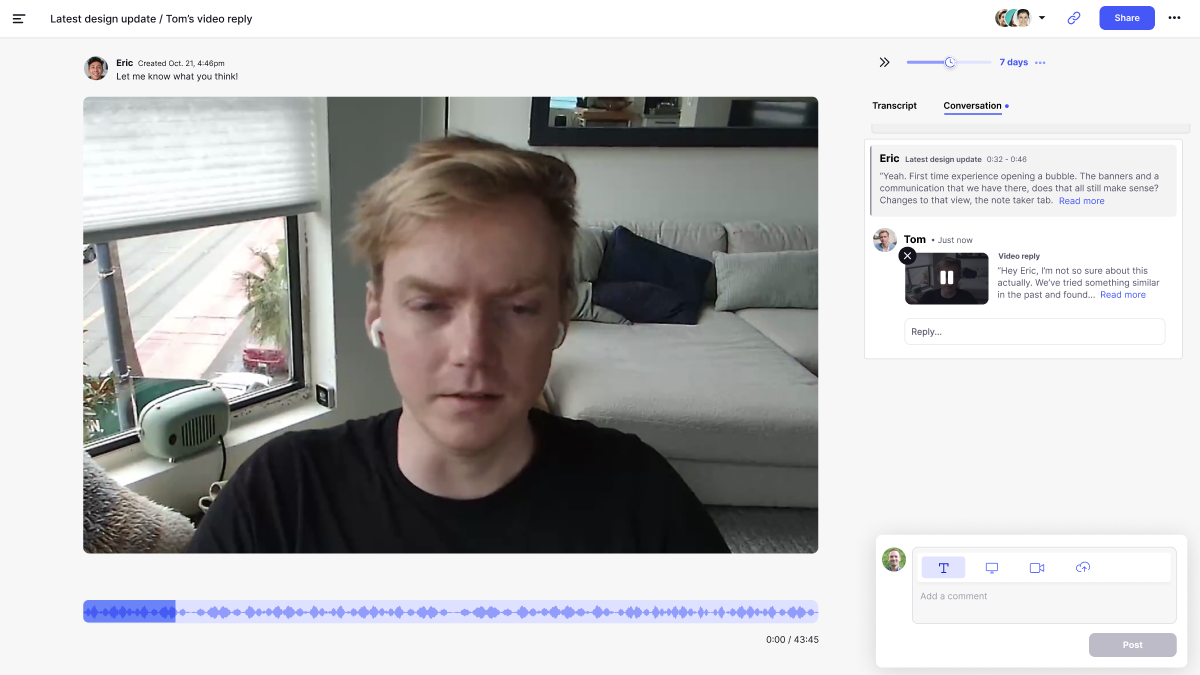 Latest design update / Tom's video reply
Share
Eric Created Oct. 21, 4:46pm
Let me know what you think!
7 days
Transcript
Conversation
Eric Latest design update 0:32 - 0:46
"Yeah. First time experience opening a bubble. The banners and a
communication that we have there, does that all still make sense?
Changes to that view, the note taker tab. Read more
Tom • Just now
Video reply
"Hey Eric, I'm not so sure about this
actually. We've tried something similar
in the past and found... Read more
Reply...
T
Add a comment
Post
0:00 / 43:45